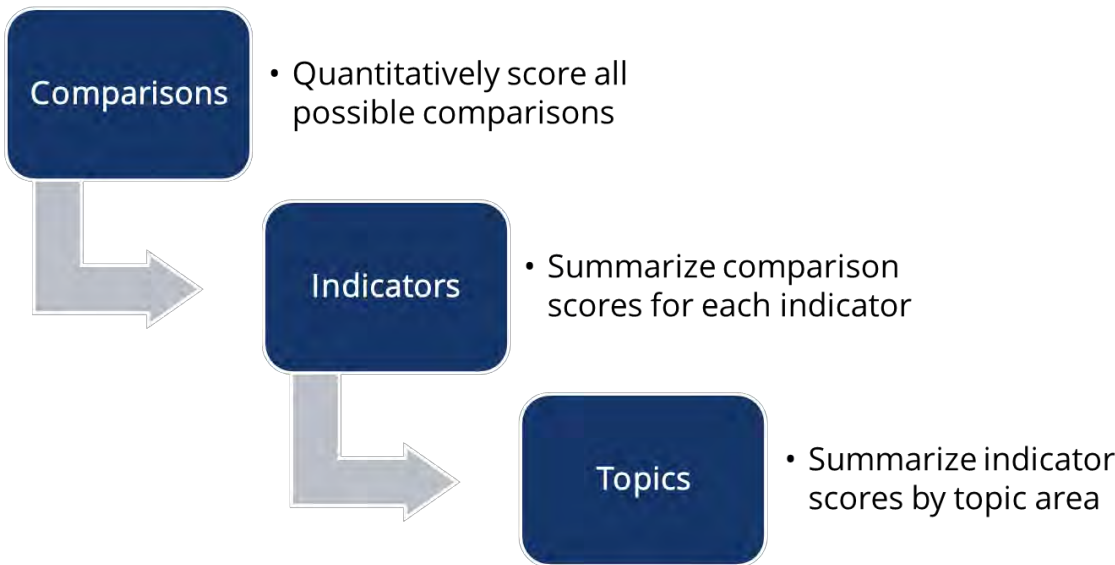 Comparisons
• Quantitatively score all
possible comparisons
Indicators
• Summarize comparison
scores for each indicator
Topics
• Summarize indicator
scores by topic area